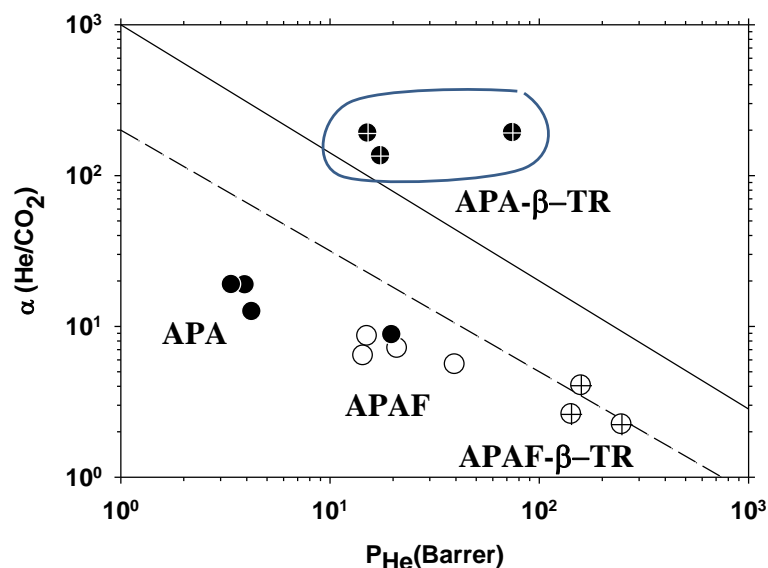 10³
10²
10¹
10⁰
α (He/CO₂)
APA-β–TR
APA
APAF
APAF-β–TR
10⁰ 10¹ 10² 10³
P_He(Barrer)